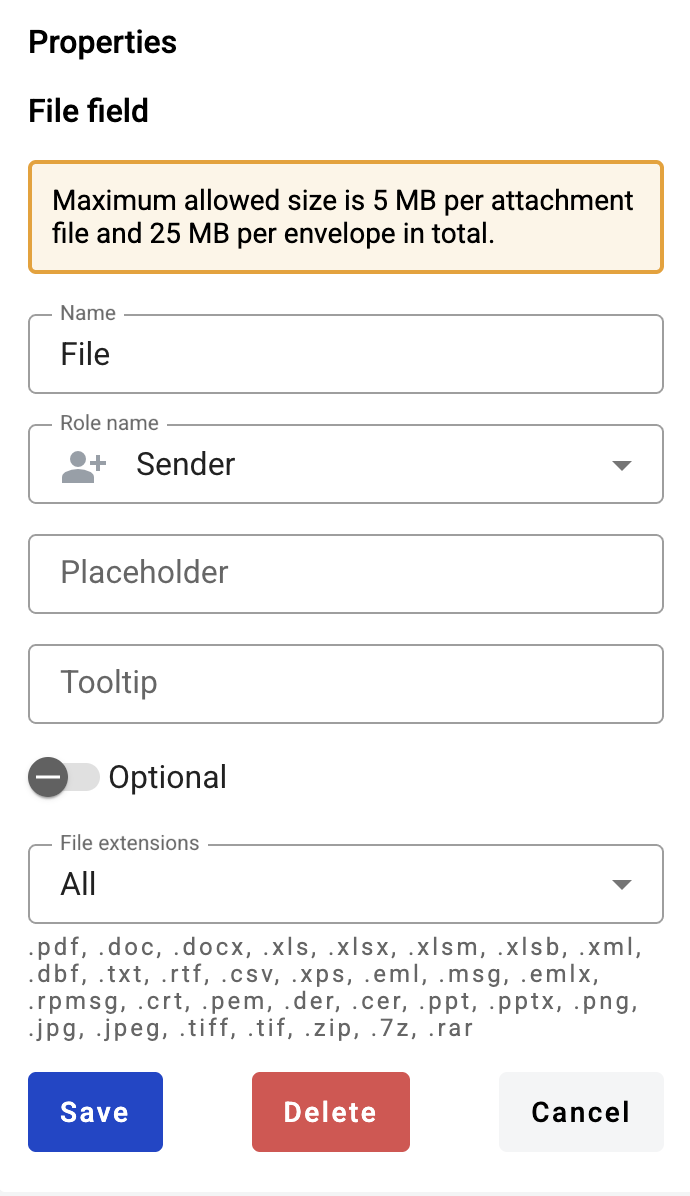 Properties
File field
Maximum allowed size is 5 MB per attachment
file and 25 MB per envelope in total.
Name
File
Role name
Sender
Placeholder
Tooltip
Optional
File extensions
All
.pdf, .doc, .docx, .xls, .xlsx, .xlsm, .xlsb, .xml,
.dbf, .txt, .rtf, .csv, .xps, .eml, .msg, .emlx,
.rpmsg, .crt, .pem, .der, .cer, .ppt, .pptx, .png,
.jpg, .jpeg, .tiff, .tif, .zip, .7z, .rar
Save
Delete
Cancel